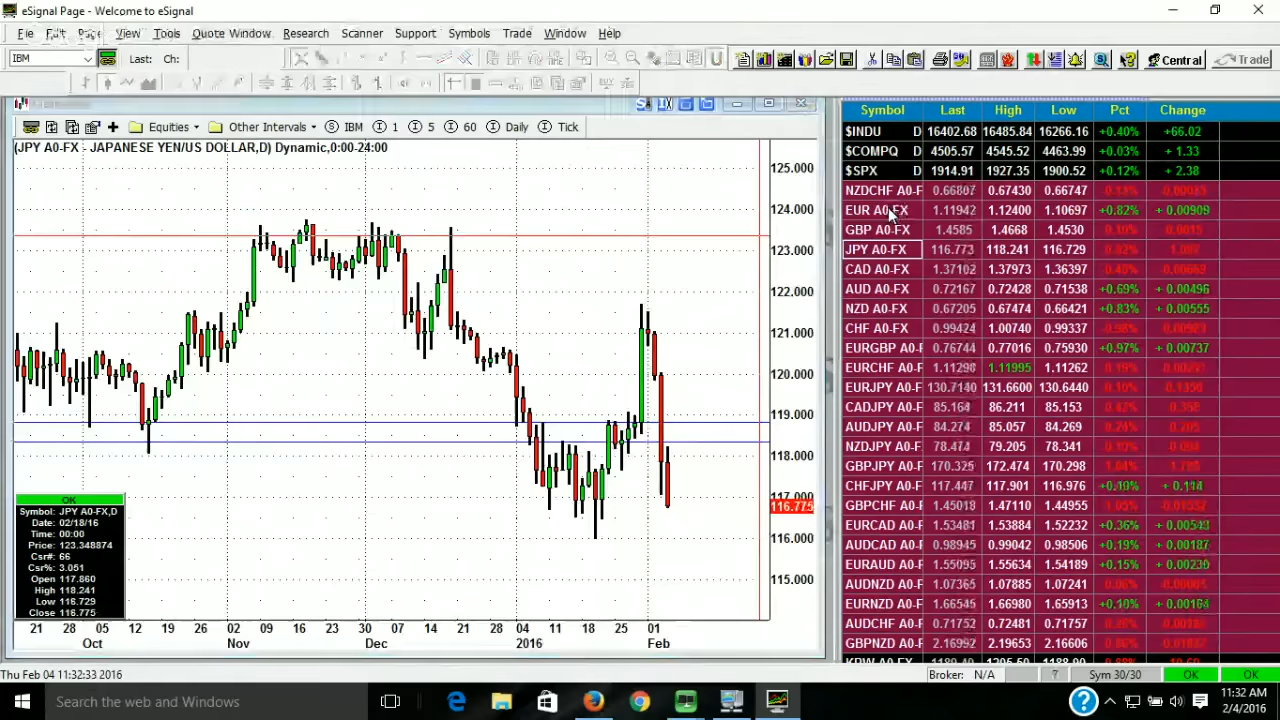 eSignal Page - Welcome to eSignal
File Edit Page View Tools Quote Window Research Scanner Support Symbols Trade Window Help
IBM Last: Ch: Central Trade
Equities Other Intervals S IBM I 1 I 5 I 60 I Daily I Tick
(JPY A0-FX - JAPANESE YEN/US DOLLAR,D) Dynamic,0:00-24:00
125.000
124.000
123.000
122.000
121.000
120.000
119.000
118.000
117.000
116.775
116.000
115.000
OK
Symbol: JPY A0-FX,D
Date: 02/18/16
Time: 00:00
Price: 123.348874
Csr#: 66
Csr%: 3.051
Open 117.860
High 118.241
Low 116.729
Close 116.775
21 28 05 12 19 26 02 09 16 23 30 07 14 21 28 04 11 18 25 01
Oct Nov Dec 2016 Feb
Symbol Last High Low Pct Change
$INDU D 16402.68 16485.84 16266.16 +0.40% +66.02
$COMPQ D 4505.57 4545.52 4463.99 +0.03% + 1.33
$SPX D 1914.91 1927.35 1900.52 +0.12% + 2.38
NZDCHF A0-F 0.66807 0.67430 0.66747
EUR A0-FX 1.11942 1.12400 1.10697 +0.82% + 0.00909
GBP A0-FX 1.4585 1.4668 1.4530
JPY A0-FX 116.773 118.241 116.729
CAD A0-FX 1.37102 1.37973 1.36397
AUD A0-FX 0.72167 0.72428 0.71538 +0.69% + 0.00496
NZD A0-FX 0.67205 0.67474 0.66421 +0.83% + 0.00555
CHF A0-FX 0.99424 1.00740 0.99337
EURGBP A0-F 0.76744 0.77016 0.75930 +0.97% + 0.00737
EURCHF A0-F 1.11298 1.11995 1.11262
EURJPY A0-F 130.7140 131.6600 130.6440
CADJPY A0-F 85.164 86.211 85.153
AUDJPY A0-F 84.274 85.057 84.269
NZDJPY A0-F 78.474 79.205 78.341
GBPJPY A0-F 170.325 172.474 170.298
CHFJPY A0-F 117.447 117.901 116.976 +0.10% + 0.114
GBPCHF A0-F 1.45018 1.47110 1.44955
EURCAD A0-F 1.53481 1.53884 1.52232 +0.36% + 0.00549
AUDCAD A0-F 0.98945 0.99042 0.98506 +0.19% + 0.00187
EURAUD A0-F 1.55095 1.55634 1.54189 +0.15% + 0.00230
AUDNZD A0-F 1.07365 1.07885 1.07241
EURNZD A0-F 1.66545 1.66980 1.65913 +0.10% + 0.00164
AUDCHF A0-F 0.71752 0.72481 0.71757
GBPNZD A0-F 2.16992 2.19653 2.16606
Thu Feb 04 11:32:33 2016 Broker: N/A ? Sym 30/30 OK OK
Search the web and Windows
11:32 AM
2/4/2016